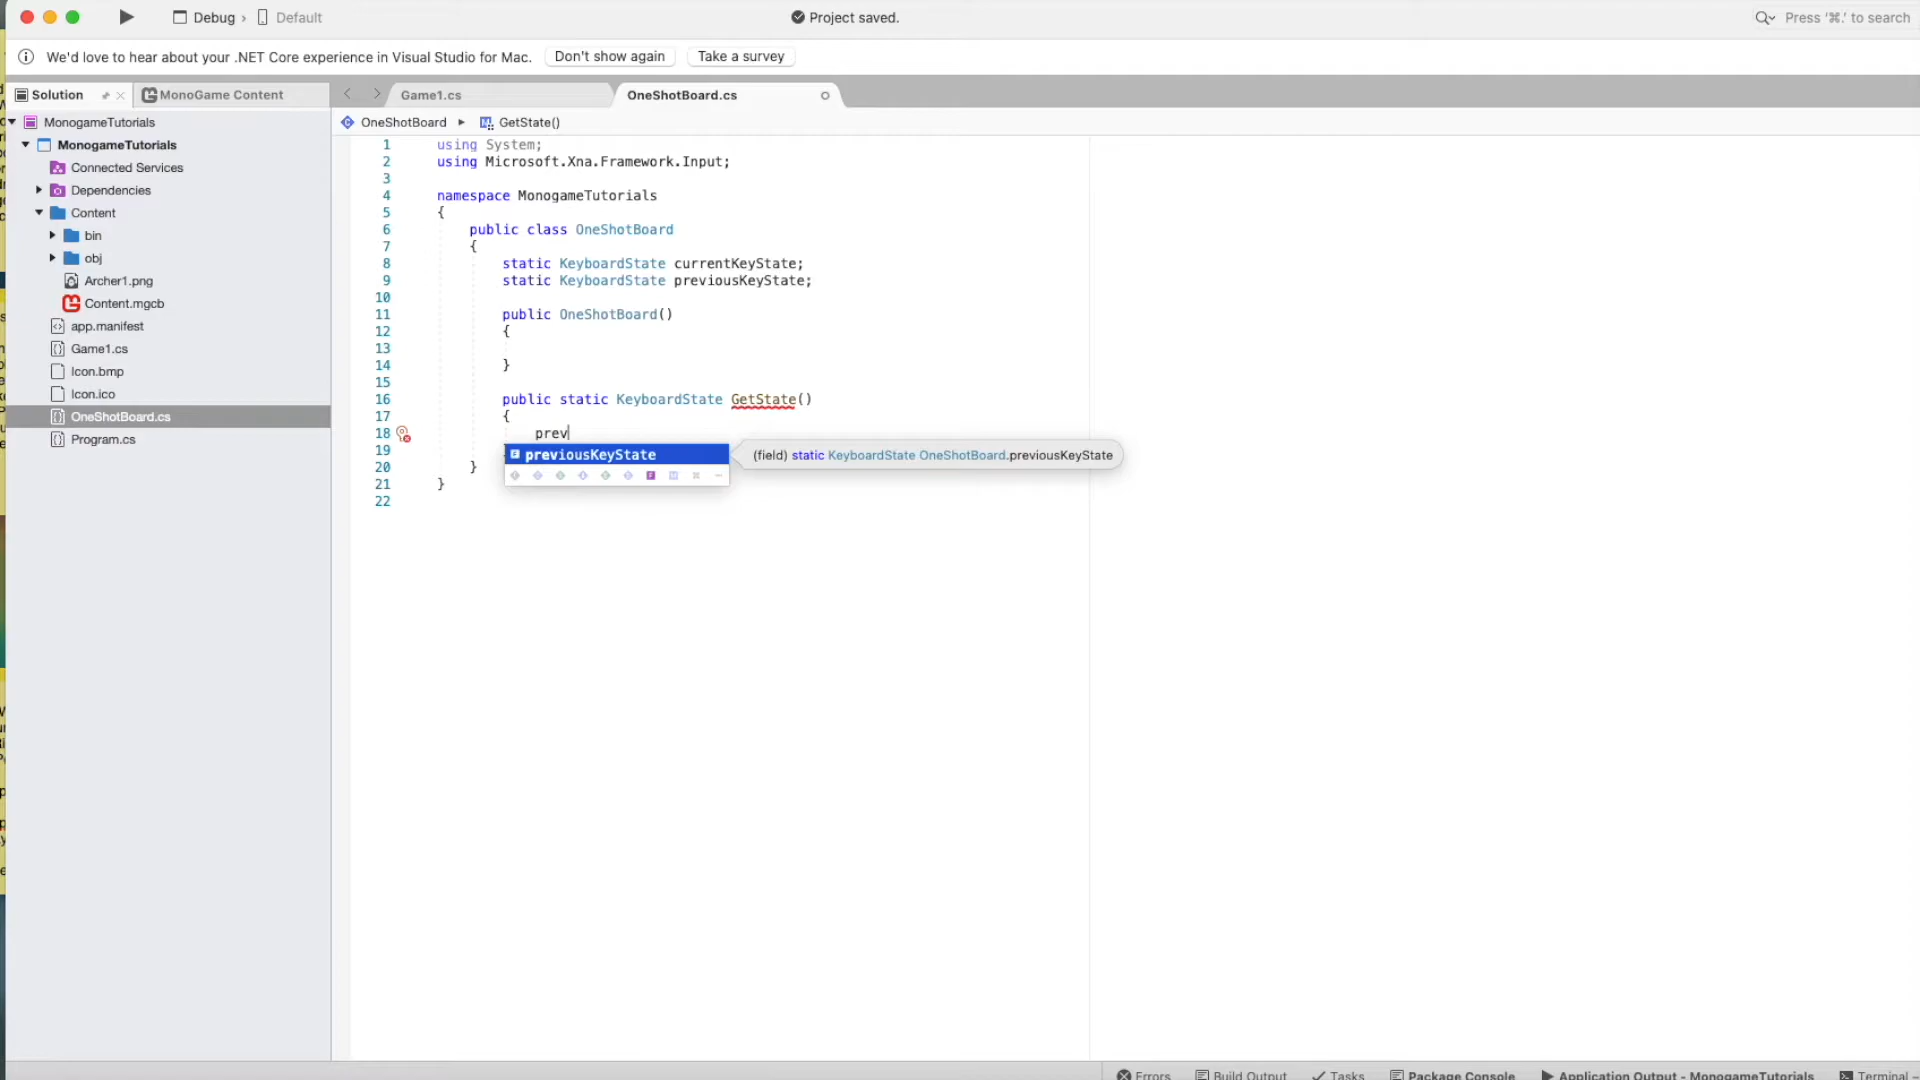 Debug › Default
Project saved.
Press '⌘.' to search
We'd love to hear about your .NET Core experience in Visual Studio for Mac. Don't show again Take a survey
Solution
MonoGame Content
Game1.cs
OneShotBoard.cs
OneShotBoard ▸ GetState()
MonogameTutorials
MonogameTutorials
Connected Services
Dependencies
Content
bin
obj
Archer1.png
Content.mgcb
app.manifest
Game1.cs
Icon.bmp
Icon.ico
OneShotBoard.cs
Program.cs
1 using System;
2 using Microsoft.Xna.Framework.Input;
3
4 namespace MonogameTutorials
5 {
6 public class OneShotBoard
7 {
8 static KeyboardState currentKeyState;
9 static KeyboardState previousKeyState;
10
11 public OneShotBoard()
12 {
13
14 }
15
16 public static KeyboardState GetState()
17 {
18 prev
19
20 }
21 }
22
previousKeyState
(field) static KeyboardState OneShotBoard.previousKeyState
Errors
Build Output
Tasks
Package Console
Application Output - MonogameTutorials
Terminal